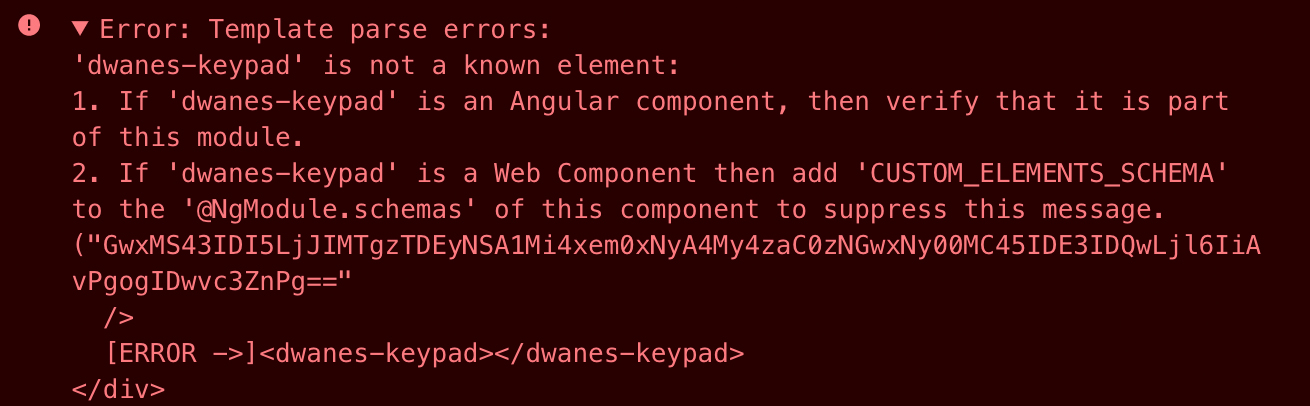 ▼ Error: Template parse errors:
'dwanes-keypad' is not a known element:
1. If 'dwanes-keypad' is an Angular component, then verify that it is part
of this module.
2. If 'dwanes-keypad' is a Web Component then add 'CUSTOM_ELEMENTS_SCHEMA'
to the '@NgModule.schemas' of this component to suppress this message.
("GwxMS43IDI5LjJIMTgzTDEyNSA1Mi4xem0xNyA4My4zaC0zNGwxNy00MC45IDE3IDQwLjl6IiA
vPgogIDwvc3ZnPg=="
/>
[ERROR ->]<dwanes-keypad></dwanes-keypad>
</div>